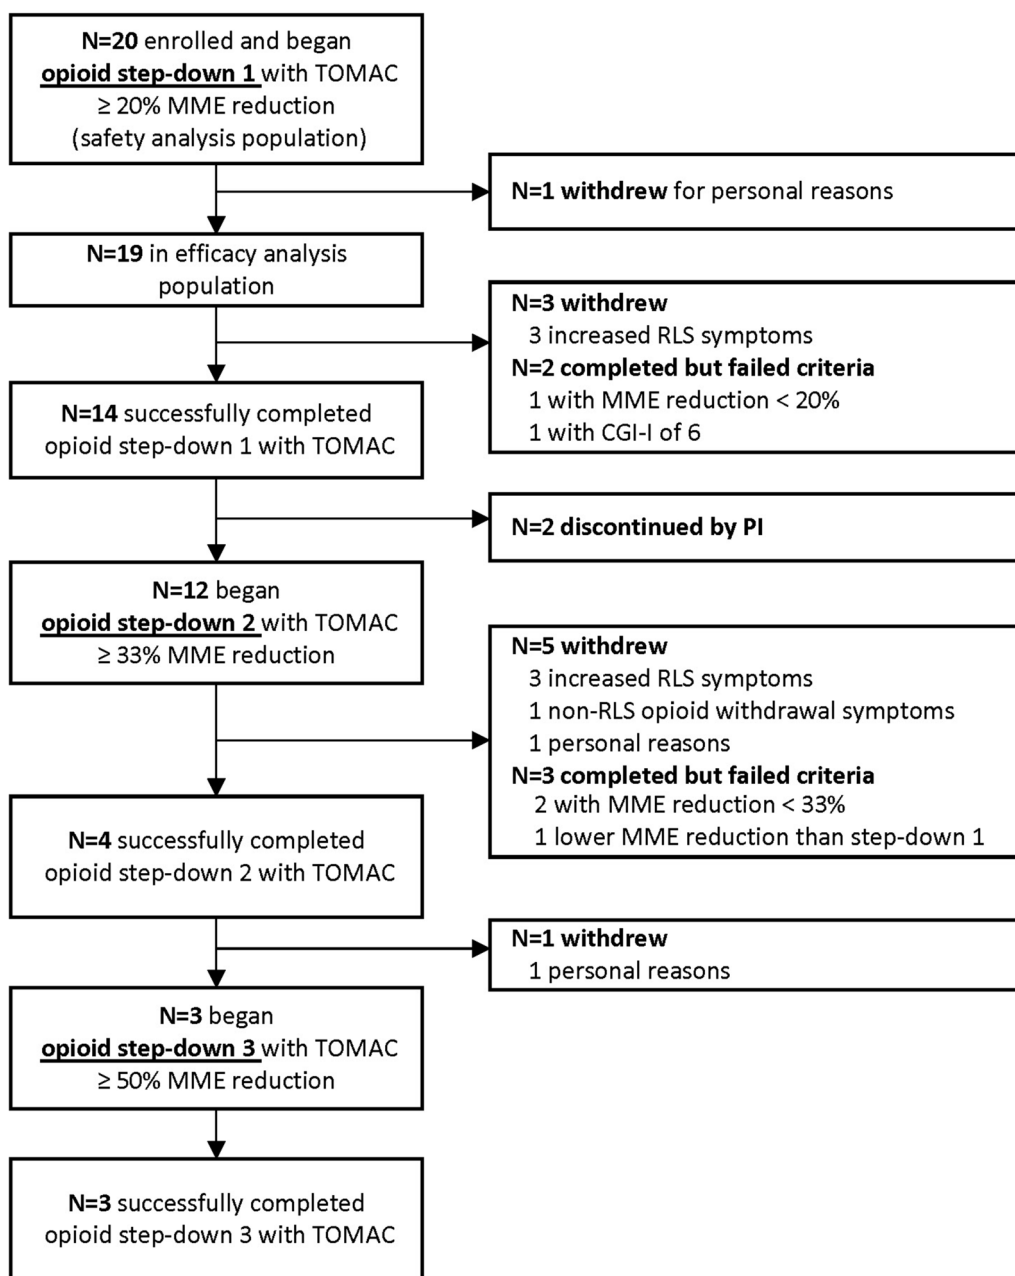 N=20 enrolled and began
opioid step-down 1 with TOMAC
≥ 20% MME reduction
(safety analysis population)
N=1 withdrew for personal reasons
N=19 in efficacy analysis
population
N=3 withdrew
3 increased RLS symptoms
N=2 completed but failed criteria
1 with MME reduction < 20%
1 with CGI-I of 6
N=14 successfully completed
opioid step-down 1 with TOMAC
N=2 discontinued by PI
N=12 began
opioid step-down 2 with TOMAC
≥ 33% MME reduction
N=5 withdrew
3 increased RLS symptoms
1 non-RLS opioid withdrawal symptoms
1 personal reasons
N=3 completed but failed criteria
2 with MME reduction < 33%
1 lower MME reduction than step-down 1
N=4 successfully completed
opioid step-down 2 with TOMAC
N=1 withdrew
1 personal reasons
N=3 began
opioid step-down 3 with TOMAC
≥ 50% MME reduction
N=3 successfully completed
opioid step-down 3 with TOMAC